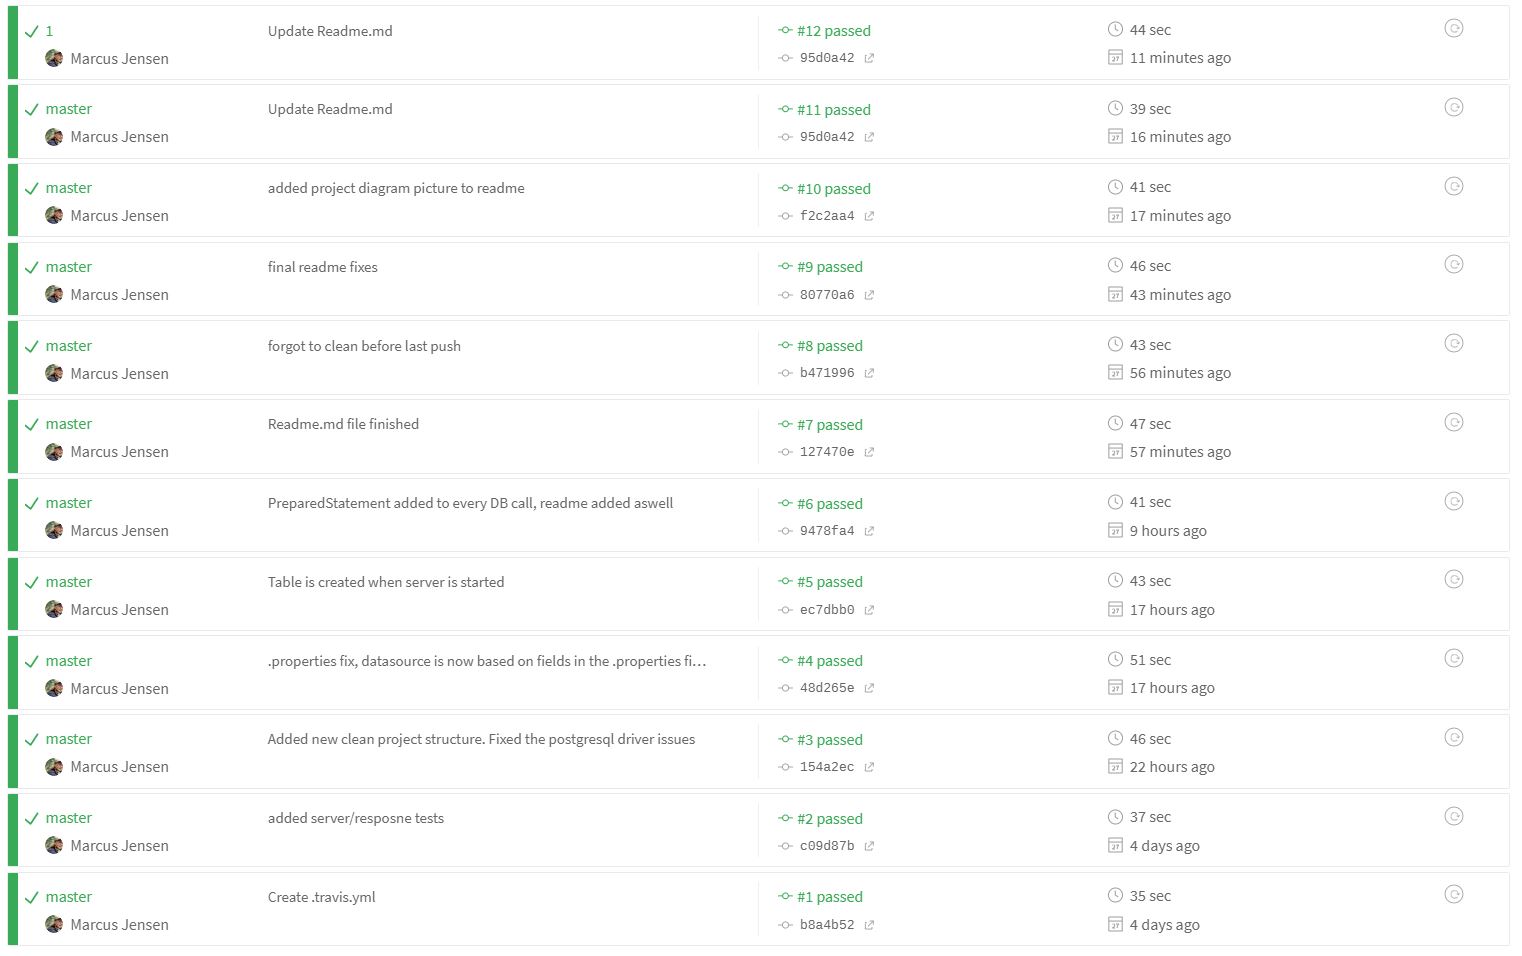 1 Update Readme.md #12 passed 44 sec
Marcus Jensen 95d0a42 11 minutes ago
master Update Readme.md #11 passed 39 sec
Marcus Jensen 95d0a42 16 minutes ago
master added project diagram picture to readme #10 passed 41 sec
Marcus Jensen f2c2aa4 17 minutes ago
master final readme fixes #9 passed 46 sec
Marcus Jensen 80770a6 43 minutes ago
master forgot to clean before last push #8 passed 43 sec
Marcus Jensen b471996 56 minutes ago
master Readme.md file finished #7 passed 47 sec
Marcus Jensen 127470e 57 minutes ago
master PreparedStatement added to every DB call, readme added aswell #6 passed 41 sec
Marcus Jensen 9478fa4 9 hours ago
master Table is created when server is started #5 passed 43 sec
Marcus Jensen ec7dbb0 17 hours ago
master .properties fix, datasource is now based on fields in the .properties fi… #4 passed 51 sec
Marcus Jensen 48d265e 17 hours ago
master Added new clean project structure. Fixed the postgresql driver issues #3 passed 46 sec
Marcus Jensen 154a2ec 22 hours ago
master added server/resposne tests #2 passed 37 sec
Marcus Jensen c09d87b 4 days ago
master Create .travis.yml #1 passed 35 sec
Marcus Jensen b8a4b52 4 days ago